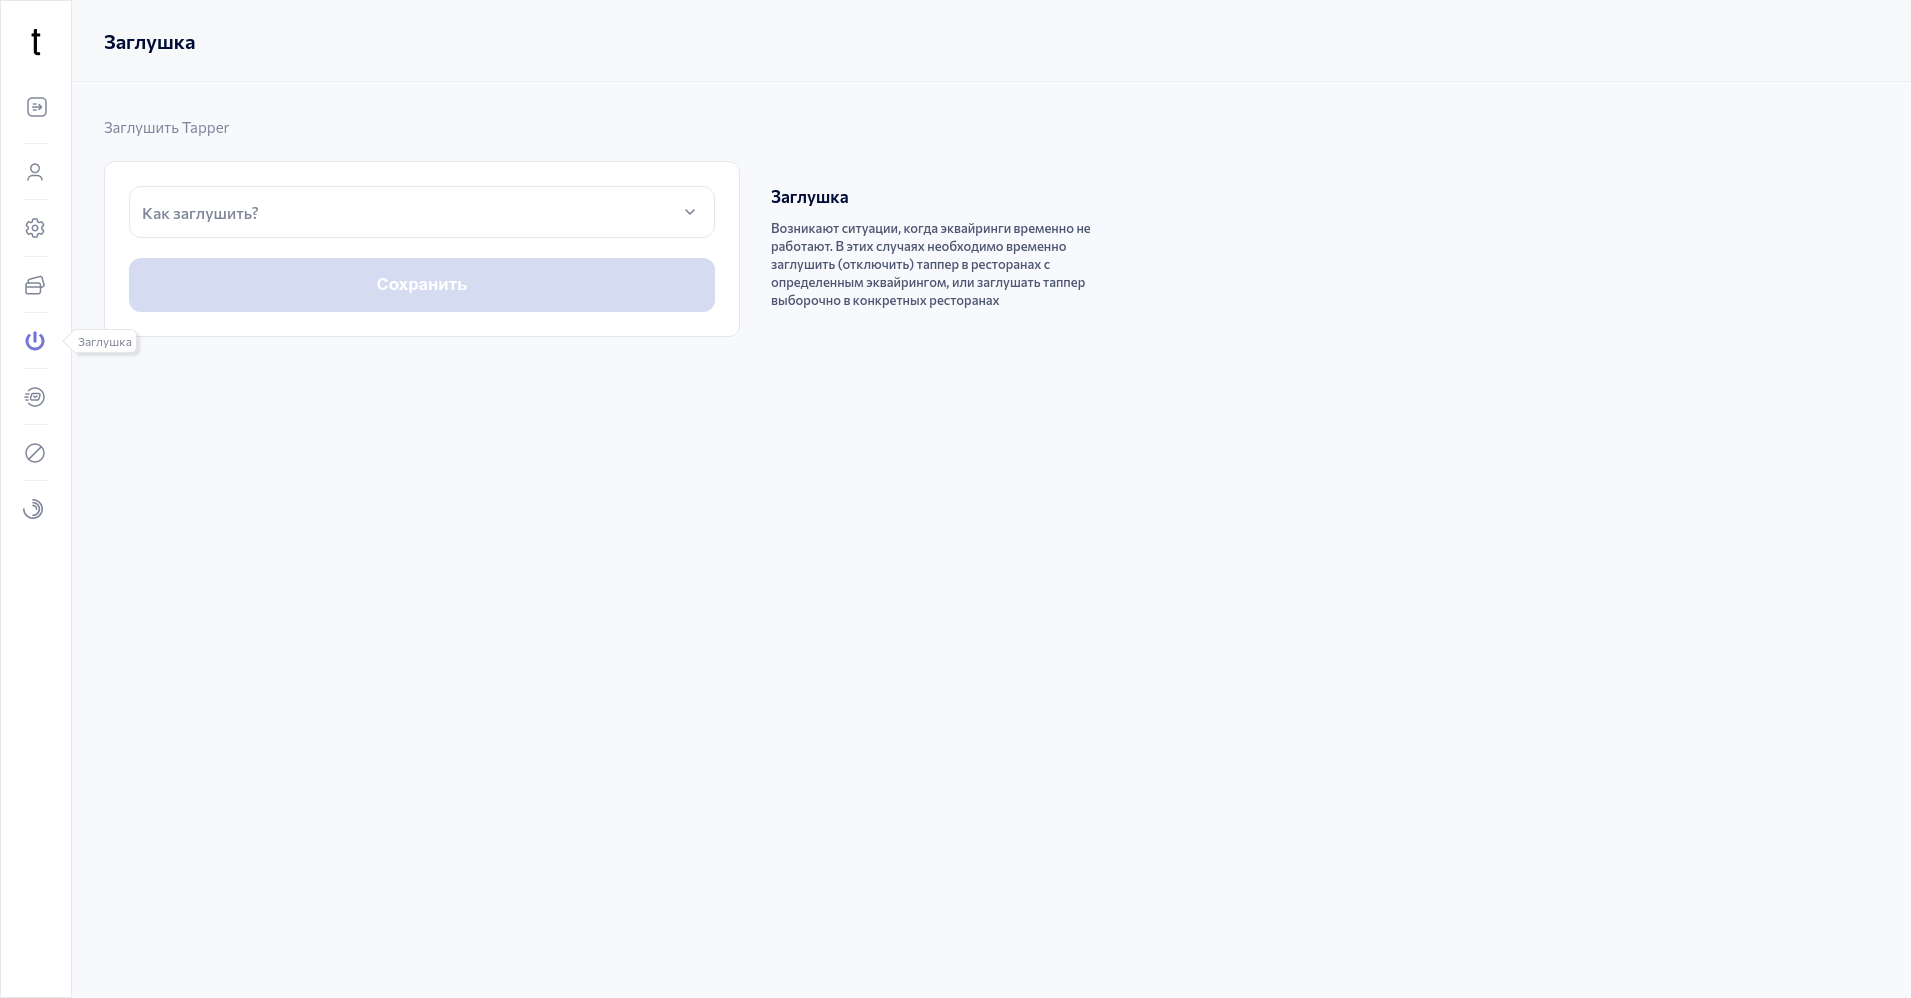 t
Заглушка
Заглушить Tapper
Как заглушить?
Сохранить
Заглушка
Возникают ситуации, когда эквайринги временно не
работают. В этих случаях необходимо временно
заглушить (отключить) таппер в ресторанах с
определенным эквайрингом, или заглушать таппер
выборочно в конкретных ресторанах
Заглушка